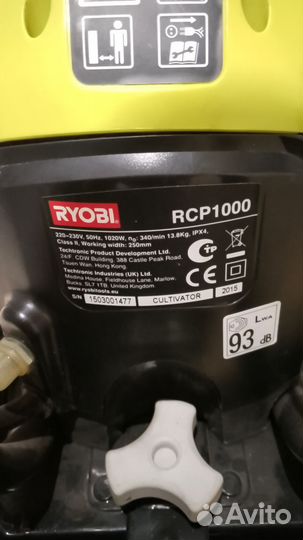 RYOBI
RCP1000
220-230V, 50Hz, 1020W, n₀: 340/min 13.8Kg, IPX4,
Class II, Working width: 250mm
Techtronic Product Development Ltd.
24/F CDW Building, 388 Castle Peak Road,
Tsuen Wan. Hong Kong
Techtronic Industries (UK) Ltd.
Medina House, Fieldhouse Lane, Marlow,
Bucks. SL7 1TB. United Kingdom.
www.ryobitools.eu
S/N 1503001477 CULTIVATOR 2015
LWA
93 dB
Avito